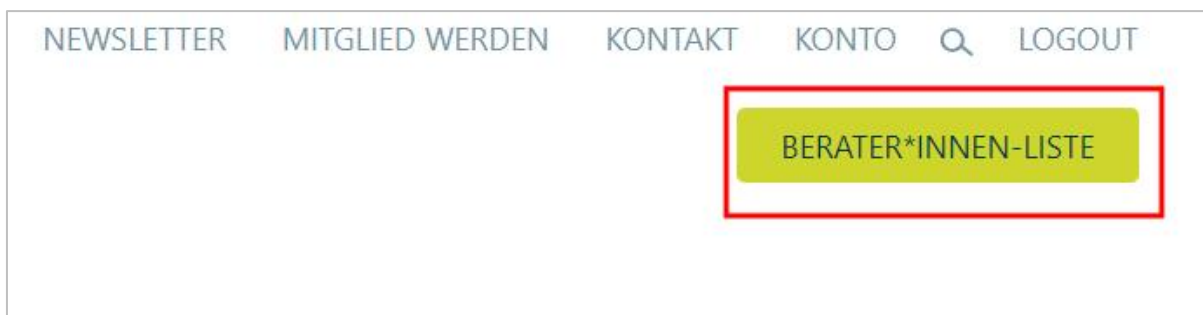 NEWSLETTER MITGLIED WERDEN KONTAKT KONTO LOGOUT
BERATER*INNEN-LISTE